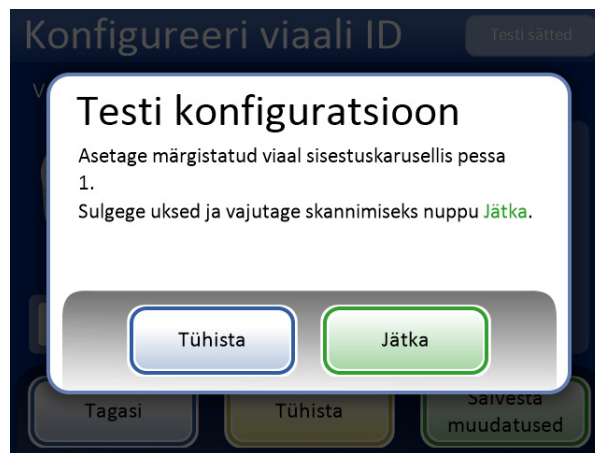 Konfigureeri viaali ID
Testi sätted
V
Testi konfiguratsioon
Asetage märgistatud viaal sisestuskarusellis pessa
1.
Sulgege uksed ja vajutage skannimiseks nuppu Jätka.
Tühista
Jätka
Tagasi
Tühista
Salvesta
muudatused